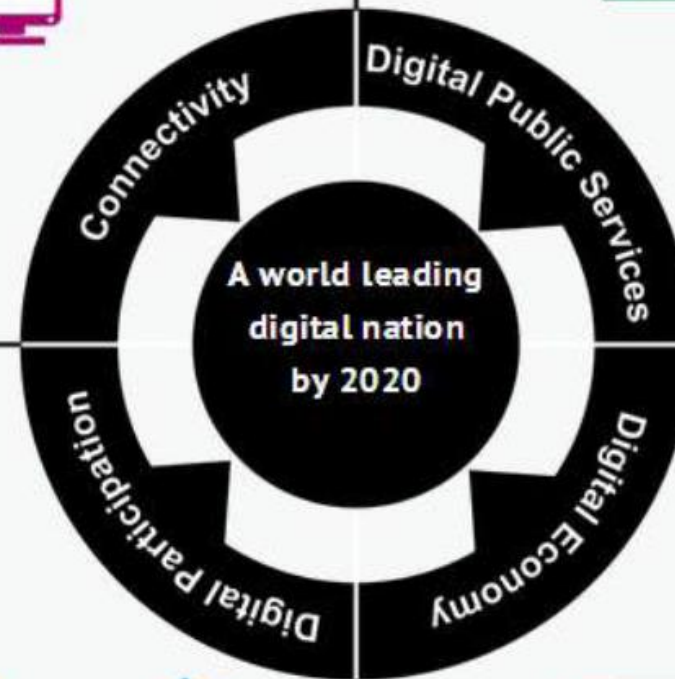 Connectivity
Digital Public Services
A world leading
digital nation
by 2020
Digital Participation
Digital Economy